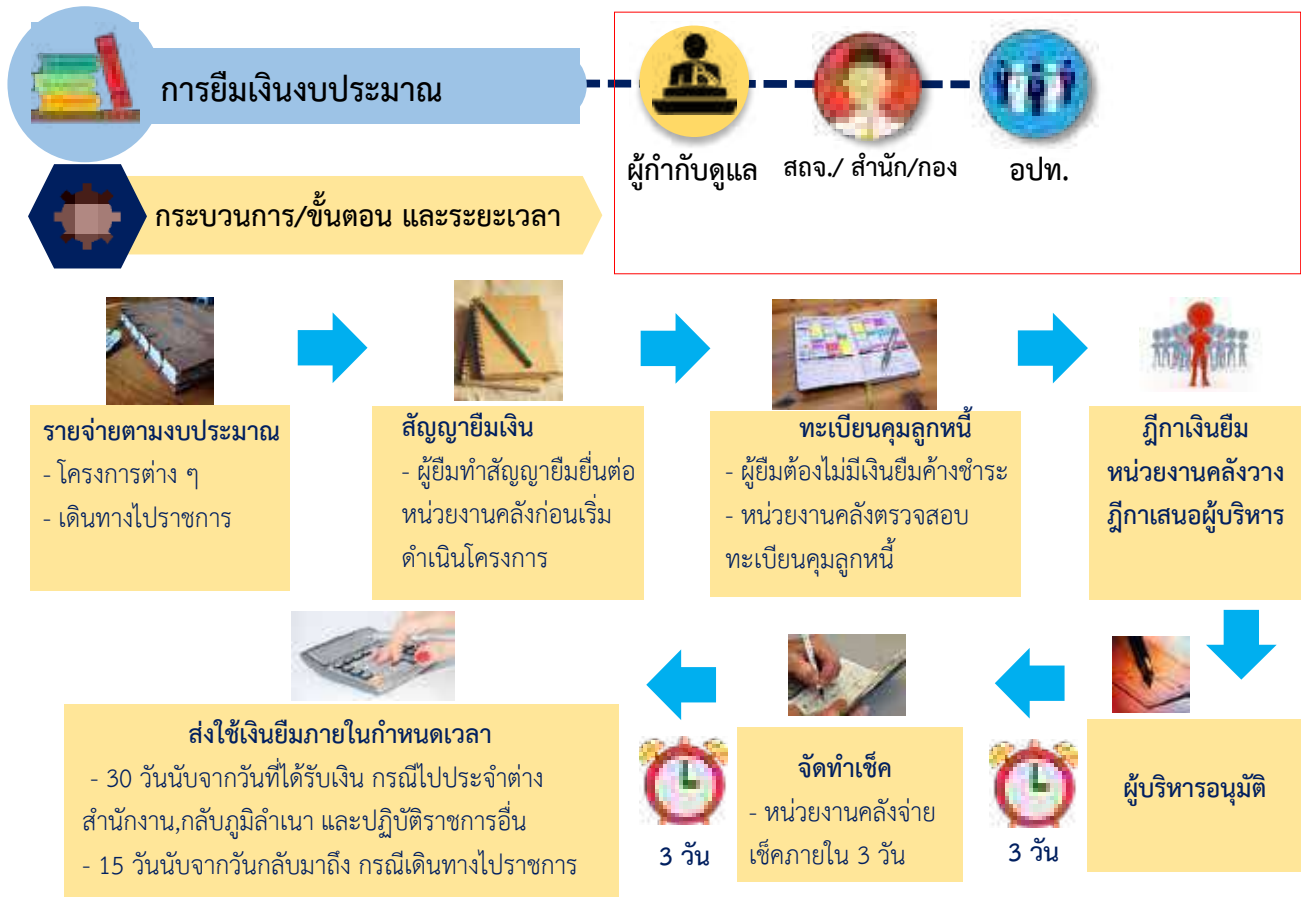 การยืมเงินงบประมาณ
ผู้กำกับดูแล
สถจ./ สำนัก/กอง
อปท.
กระบวนการ/ขั้นตอน และระยะเวลา
รายจ่ายตามงบประมาณ
- โครงการต่าง ๆ
- เดินทางไปราชการ
สัญญายืมเงิน
- ผู้ยืมทำสัญญายืมยื่นต่อ
หน่วยงานคลังก่อนเริ่ม
ดำเนินโครงการ
ทะเบียนคุมลูกหนี้
- ผู้ยืมต้องไม่มีเงินยืมค้างชำระ
- หน่วยงานคลังตรวจสอบ
ทะเบียนคุมลูกหนี้
ฎีกาเงินยืม
หน่วยงานคลังวาง
ฎีกาเสนอผู้บริหาร
ผู้บริหารอนุมัติ
3 วัน
จัดทำเช็ค
- หน่วยงานคลังจ่าย
เช็คภายใน 3 วัน
3 วัน
ส่งใช้เงินยืมภายในกำหนดเวลา
- 30 วันนับจากวันที่ได้รับเงิน กรณีไปประจำต่าง
สำนักงาน,กลับภูมิลำเนา และปฏิบัติราชการอื่น
- 15 วันนับจากวันกลับมาถึง กรณีเดินทางไปราชการ